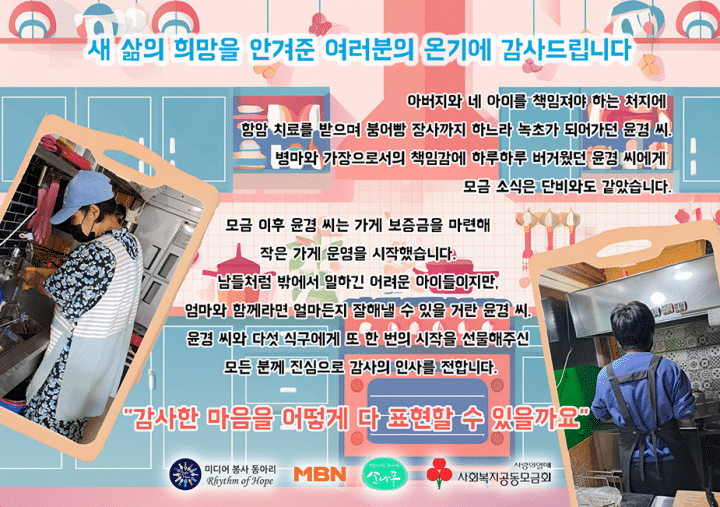 새 삶의 희망을 안겨준 여러분의 온기에 감사드립니다
아버지와 네 아이를 책임져야 하는 처지에
항암 치료를 받으며 붕어빵 장사까지 하느라 녹초가 되어가던 윤경 씨.
병마와 가장으로서의 책임감에 하루하루 버거웠던 윤경 씨에게
모금 소식은 단비와도 같았습니다.
모금 이후 윤경 씨는 가게 보증금을 마련해
작은 가게 운영을 시작했습니다.
남들처럼 밖에서 일하긴 어려운 아이들이지만,
엄마와 함께라면 얼마든지 잘해낼 수 있을 거란 윤경 씨.
윤경 씨와 다섯 식구에게 또 한 번의 시작을 선물해주신
모든 분께 진심으로 감사의 인사를 전합니다.
"감사한 마음을 어떻게 다 표현할 수 있을까요"
미디어 봉사 동아리
Rhythm of Hope
MBN
소나무
사랑의열매
사회복지공동모금회